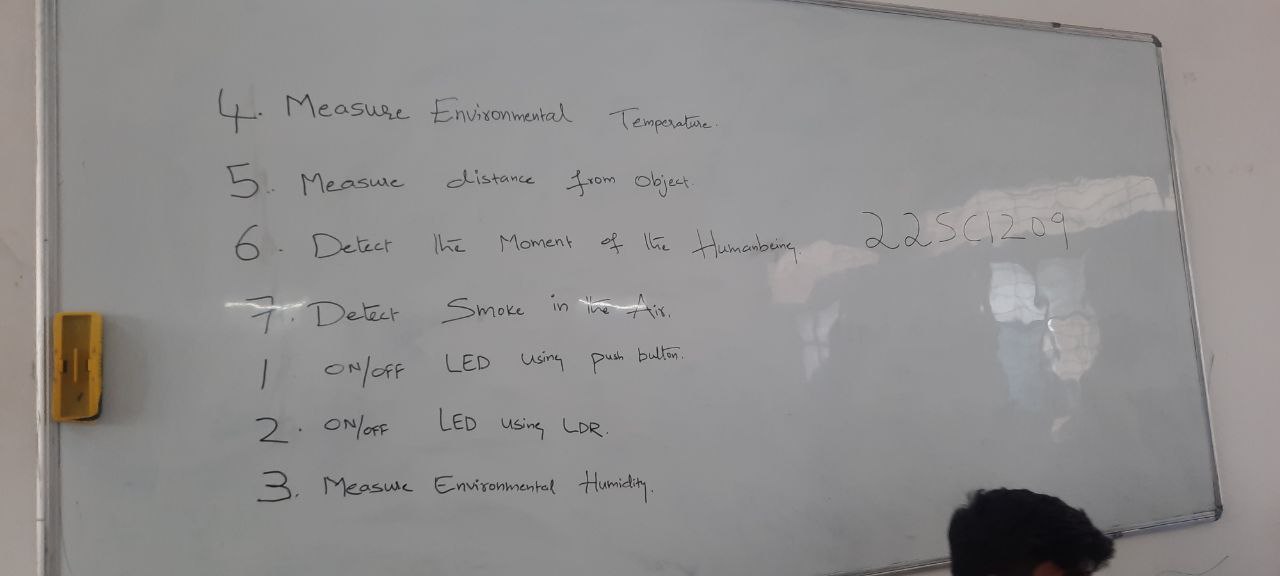 4. Measure Environmental Temperature.
5. Measure distance from Object.
6. Detect the Moment of the Humanbeing. 22SC1209
7. Detect Smoke in the Air.
1 ON/OFF LED using push button.
2. ON/OFF LED using LDR.
3. Measure Environmental Humidity.